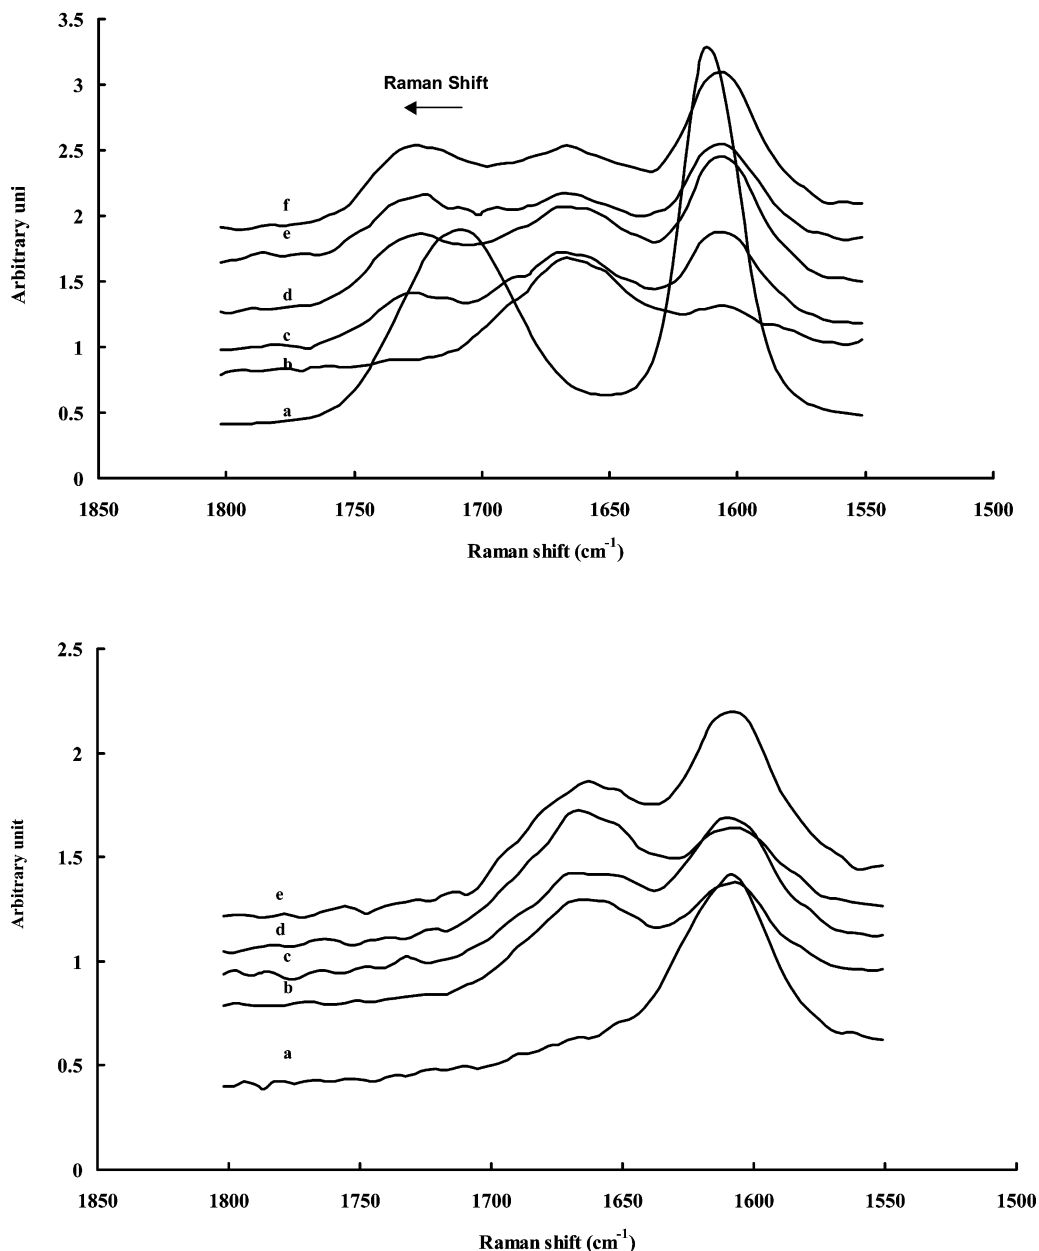 3.5
Raman Shift
3
2.5
f
2
e
Arbitrary uni
1.5
d
c
1
b
a
0.5
0
1850 1800 1750 1700 1650 1600 1550 1500
Raman shift (cm-1)
2.5
2
Arbitrary unit
1.5
e
d
c
1
b
a
0.5
0
1850 1800 1750 1700 1650 1600 1550 1500
Raman shift (cm-1)